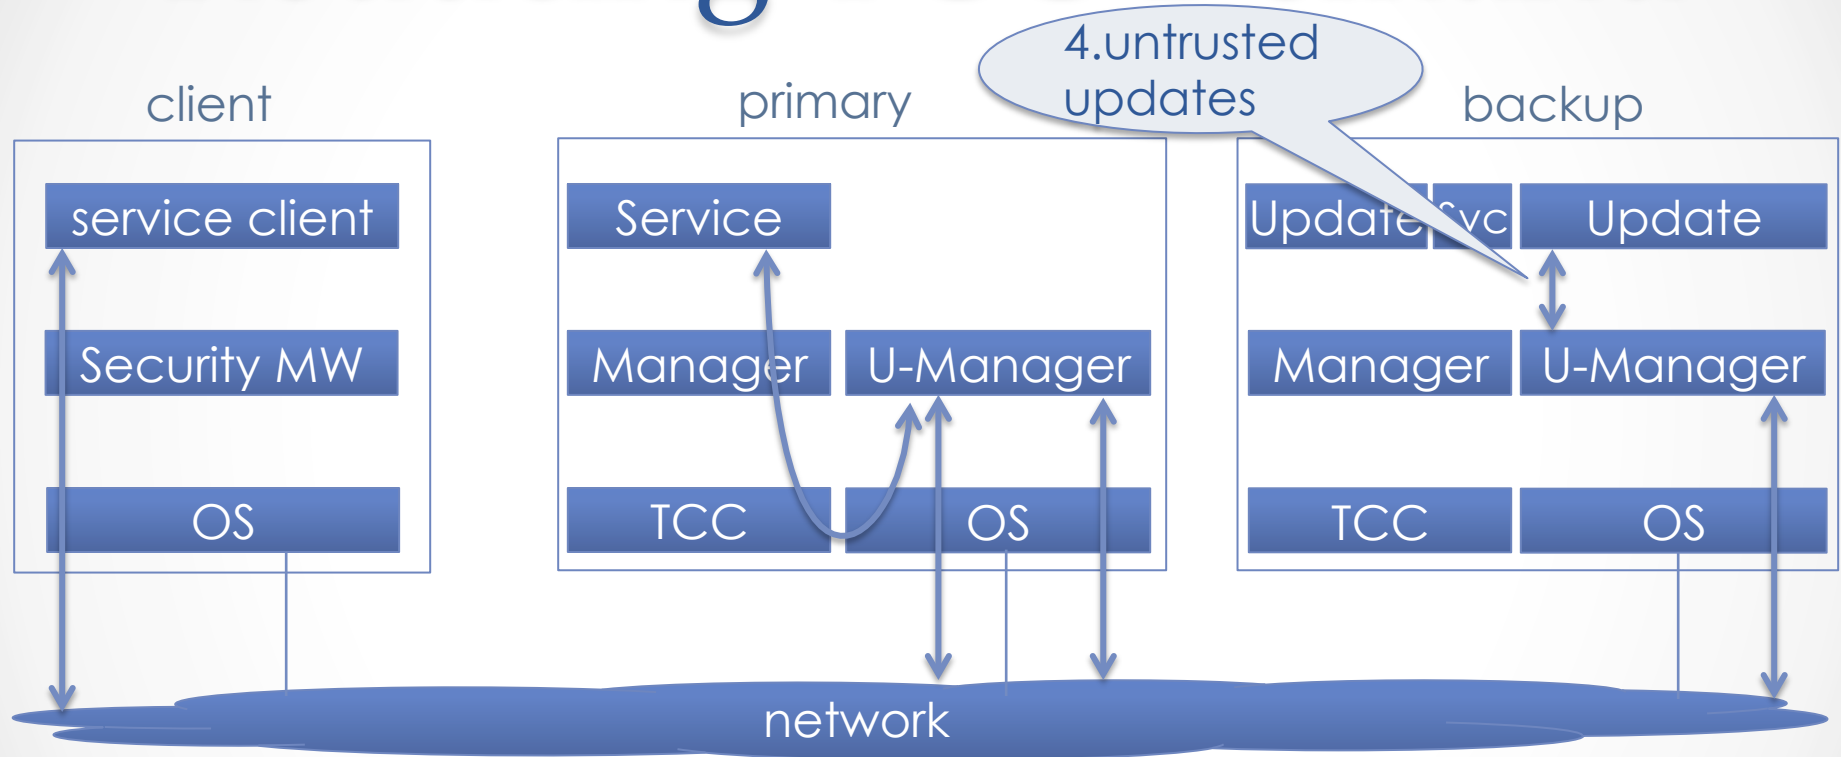 4.untrusted
updates
client
primary
backup
service client
Service
Update
Update
Security MW
Manager
U-Manager
Manager
U-Manager
OS
TCC
OS
TCC
OS
network